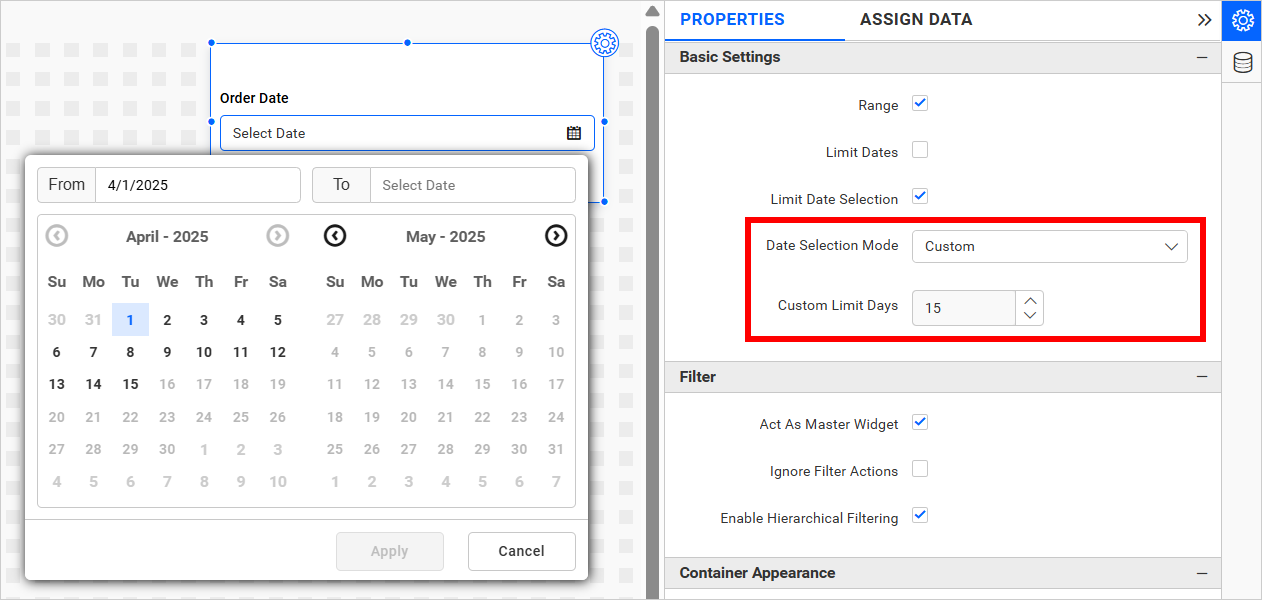 Order Date
Select Date
From 4/1/2025 To Select Date
April - 2025 May - 2025
Su Mo Tu We Th Fr Sa Su Mo Tu We Th Fr Sa
30 31 1 2 3 4 5 27 28 29 30 1 2 3
6 7 8 9 10 11 12 4 5 6 7 8 9 10
13 14 15 16 17 18 19 11 12 13 14 15 16 17
20 21 22 23 24 25 26 18 19 20 21 22 23 24
27 28 29 30 1 2 3 25 26 27 28 29 30 31
4 5 6 7 8 9 10 1 2 3 4 5 6 7
Apply Cancel
PROPERTIES ASSIGN DATA
Basic Settings
Range
Limit Dates
Limit Date Selection
Date Selection Mode Custom
Custom Limit Days 15
Filter
Act As Master Widget
Ignore Filter Actions
Enable Hierarchical Filtering
Container Appearance